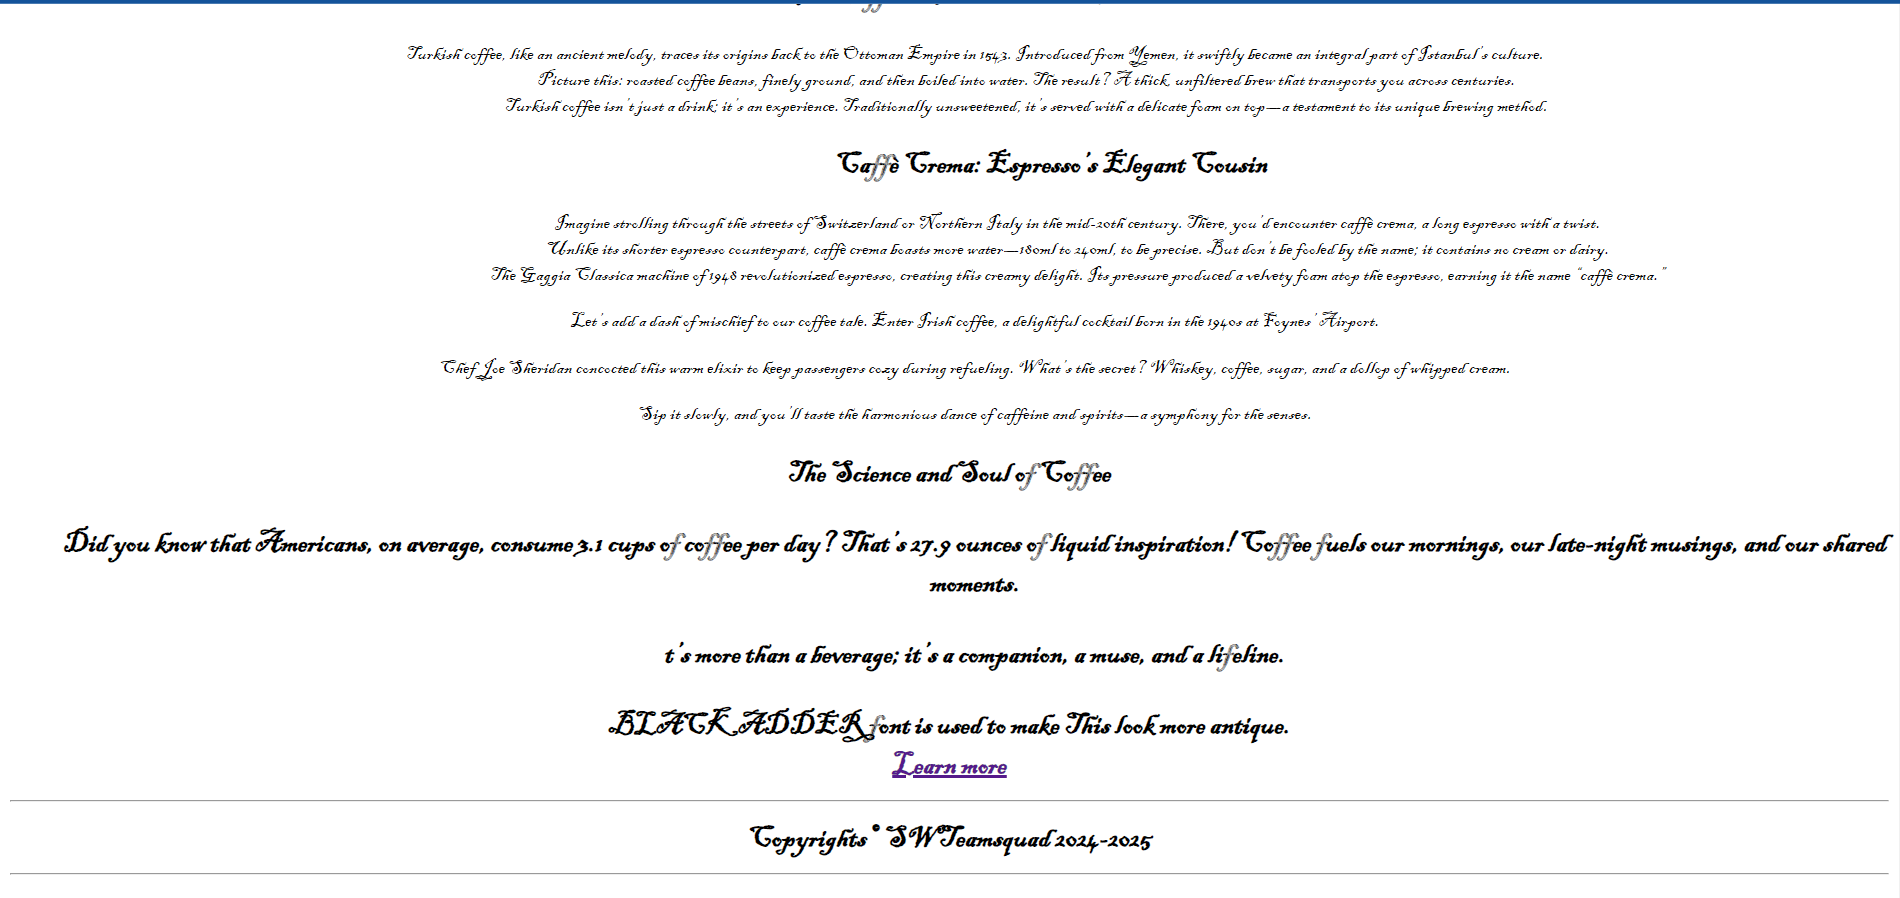 Turkish coffee, like an ancient melody, traces its origins back to the Ottoman Empire in 1543. Introduced from Yemen, it swiftly became an integral part of Istanbul's culture.
Picture this: roasted coffee beans, finely ground, and then boiled into water. The result? A thick, unfiltered brew that transports you across centuries.
Turkish coffee isn't just a drink; it's an experience. Traditionally unsweetened, it's served with a delicate foam on top—a testament to its unique brewing method.
Caffè Crema: Espresso's Elegant Cousin
Imagine strolling through the streets of Switzerland or Northern Italy in the mid-20th century. There, you'd encounter caffè crema, a long espresso with a twist.
Unlike its shorter espresso counterpart, caffè crema boasts more water—180ml to 240ml, to be precise. But don't be fooled by the name; it contains no cream or dairy.
The Gaggia Classica machine of 1948 revolutionized espresso, creating this creamy delight. Its pressure produced a velvety foam atop the espresso, earning it the name “caffè crema.”
Let's add a dash of mischief to our coffee tale. Enter Irish coffee, a delightful cocktail born in the 1940s at Foynes' Airport.
Chef Joe Sheridan concocted this warm elixir to keep passengers cozy during refueling. What's the secret? Whiskey, coffee, sugar, and a dollop of whipped cream.
Sip it slowly, and you'll taste the harmonious dance of caffeine and spirits—a symphony for the senses.
The Science and Soul of Coffee
Did you know that Americans, on average, consume 3.1 cups of coffee per day? That's 27.9 ounces of liquid inspiration! Coffee fuels our mornings, our late-night musings, and our shared
moments.
t's more than a beverage; it's a companion, a muse, and a lifeline.
BLACK ADDER font is used to make This look more antique.
Learn more
Copyrights © SWTeamsquad 2024-2025